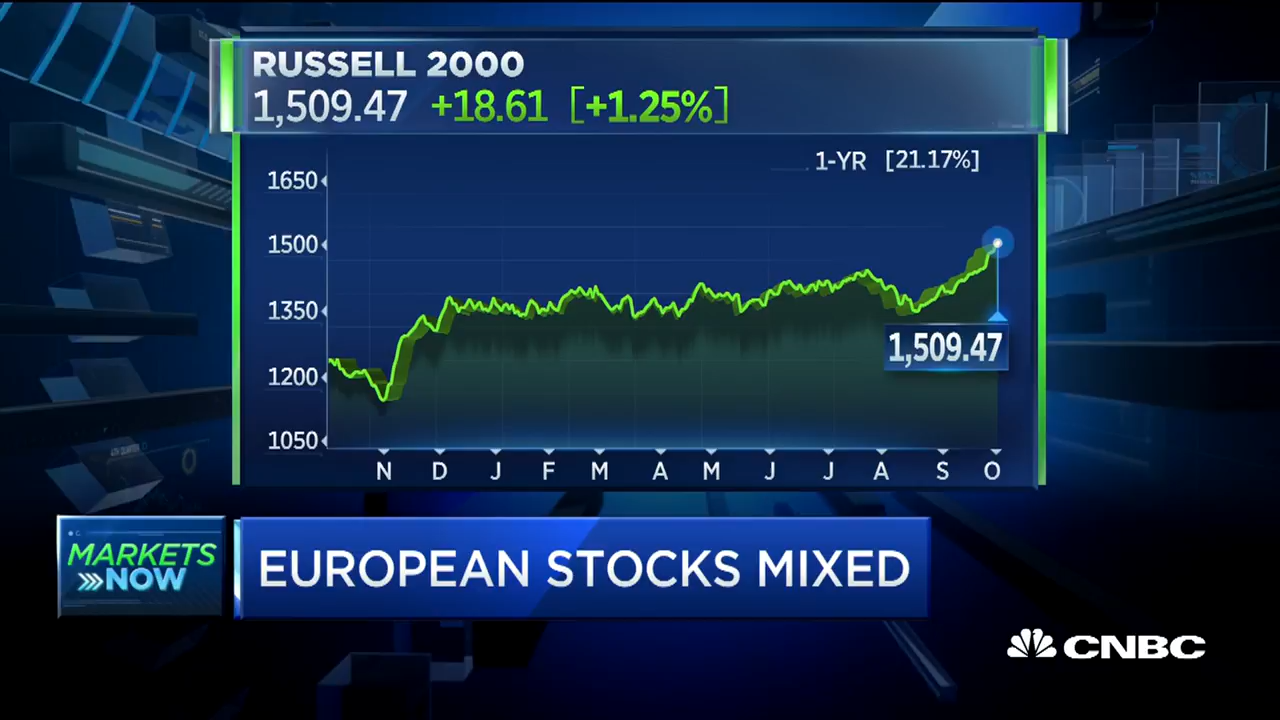 RUSSELL 2000
1,509.47 +18.61 [+1.25%]
1-YR [21.17%]
1650
1500
1350
1200
1050
1,509.47
N D J F M A M J J A S O
MARKETS
NOW
EUROPEAN STOCKS MIXED
CNBC